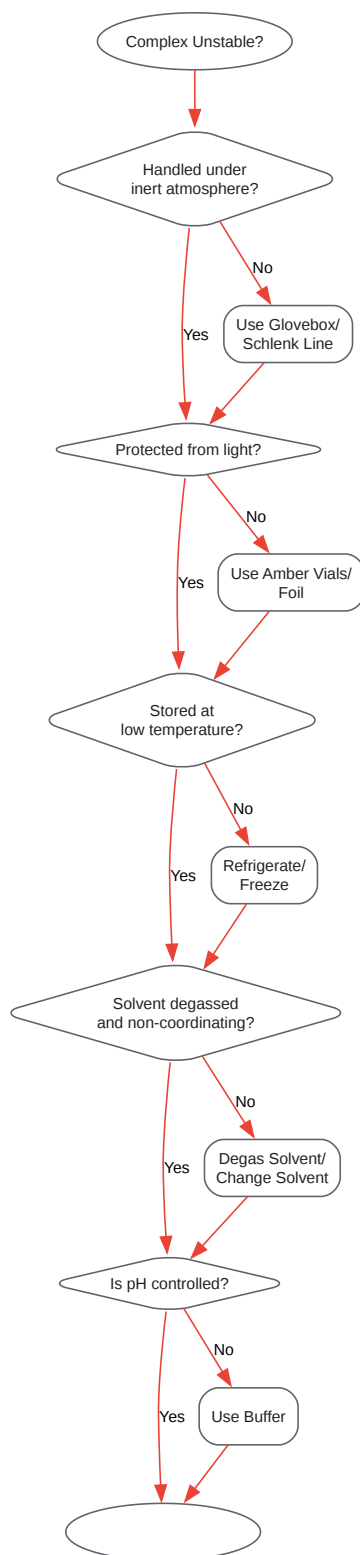 Complex Unstable?
Handled under
inert atmosphere?
No
Yes
Use Glovebox/
Schlenk Line
Protected from light?
No
Yes
Use Amber Vials/
Foil
Stored at
low temperature?
No
Yes
Refrigerate/
Freeze
Solvent degassed
and non-coordinating?
No
Yes
Degas Solvent/
Change Solvent
Is pH controlled?
No
Yes
Use Buffer